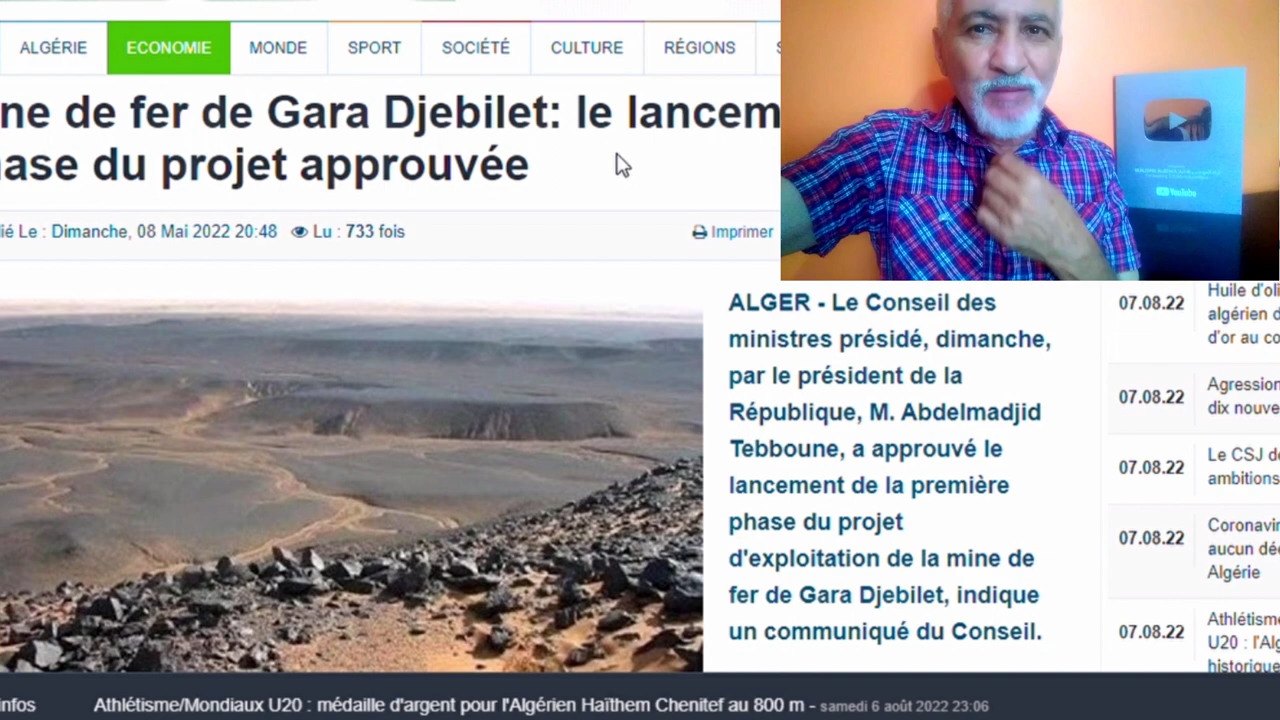 ALGÉRIE ECONOMIE MONDE SPORT SOCIÉTÉ CULTURE RÉGIONS S
ne de fer de Gara Djebilet: le lancem
hase du projet approuvée
ié Le : Dimanche, 08 Mai 2022 20:48 Lu : 733 fois Imprimer
YouTube
ALGER - Le Conseil des
ministres présidé, dimanche,
par le président de la
République, M. Abdelmadjid
Tebboune, a approuvé le
lancement de la première
phase du projet
d'exploitation de la mine de
fer de Gara Djebilet, indique
un communiqué du Conseil.
07.08.22
Huile d'oli
algérien d
d'or au co
07.08.22
Agression
dix nouve
07.08.22
Le CSJ de
ambitions
07.08.22
Coronavir
aucun déc
Algérie
07.08.22
Athlétisme
U20 : l'Alg
historique
infos Athlétisme/Mondiaux U20 : médaille d'argent pour l'Algérien Haïthem Chenitef au 800 m - samedi 6 août 2022 23:06